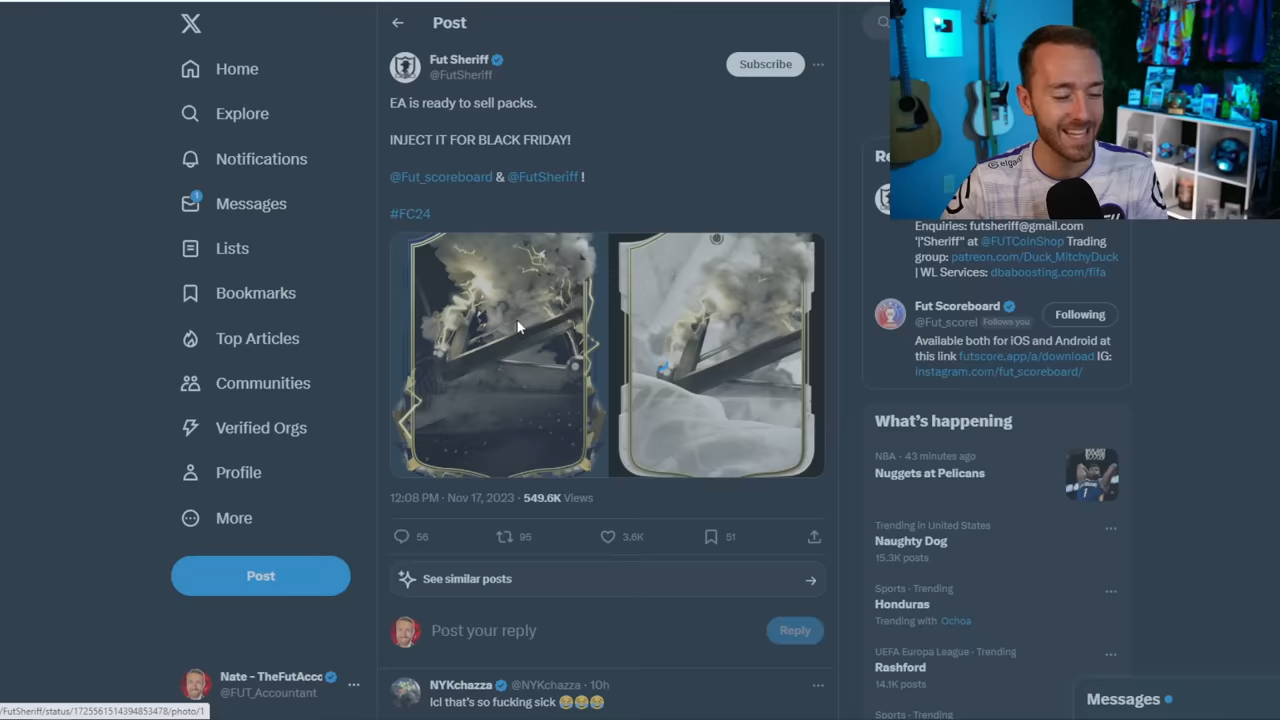 Home
Explore
Notifications
1
Messages
Lists
Bookmarks
Top Articles
Communities
Verified Orgs
Profile
More
Post
Nate - TheFutAccc
@FUT_Accountant
/FutSheriff/status/1725561514394853478/photo/1
Post
Fut Sheriff
@FutSheriff
Subscribe
EA is ready to sell packs.
INJECT IT FOR BLACK FRIDAY!
@Fut_scoreboard & @FutSheriff !
#FC24
12:08 PM · Nov 17, 2023 · 549.6K Views
56
95
3.6K
51
See similar posts
Post your reply
Reply
NYKchazza @NYKchazza · 10h
Icl that's so fucking sick 😂😂😂
elgato
Re
Enquiries: futsheriff@gmail.com
'|'Sheriff" at @FUTCoinShop Trading
group: patreon.com/Duck_MitchyDuck
| WL Services: dbaboosting.com/fifa
Fut Scoreboard
@Fut_scorel Follows you
Following
Available both for iOS and Android at
this link futscore.app/a/download IG:
instagram.com/fut_scoreboard/
What's happening
NBA · 43 minutes ago
Nuggets at Pelicans
Trending in United States
Naughty Dog
15.3K posts
Sports · Trending
Honduras
Trending with Ochoa
UEFA Europa League · Trending
Rashford
14.1K posts
Sports · Trending
Messages